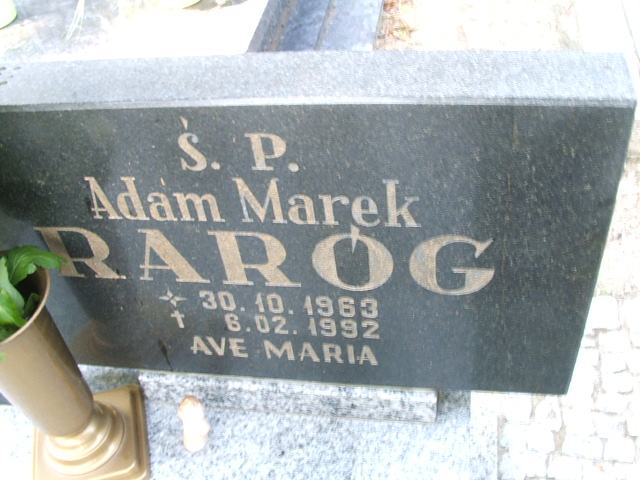 Ś. P.
Adam Marek
RARÓG
30.10.1963
6.02.1992
AVE MARIA